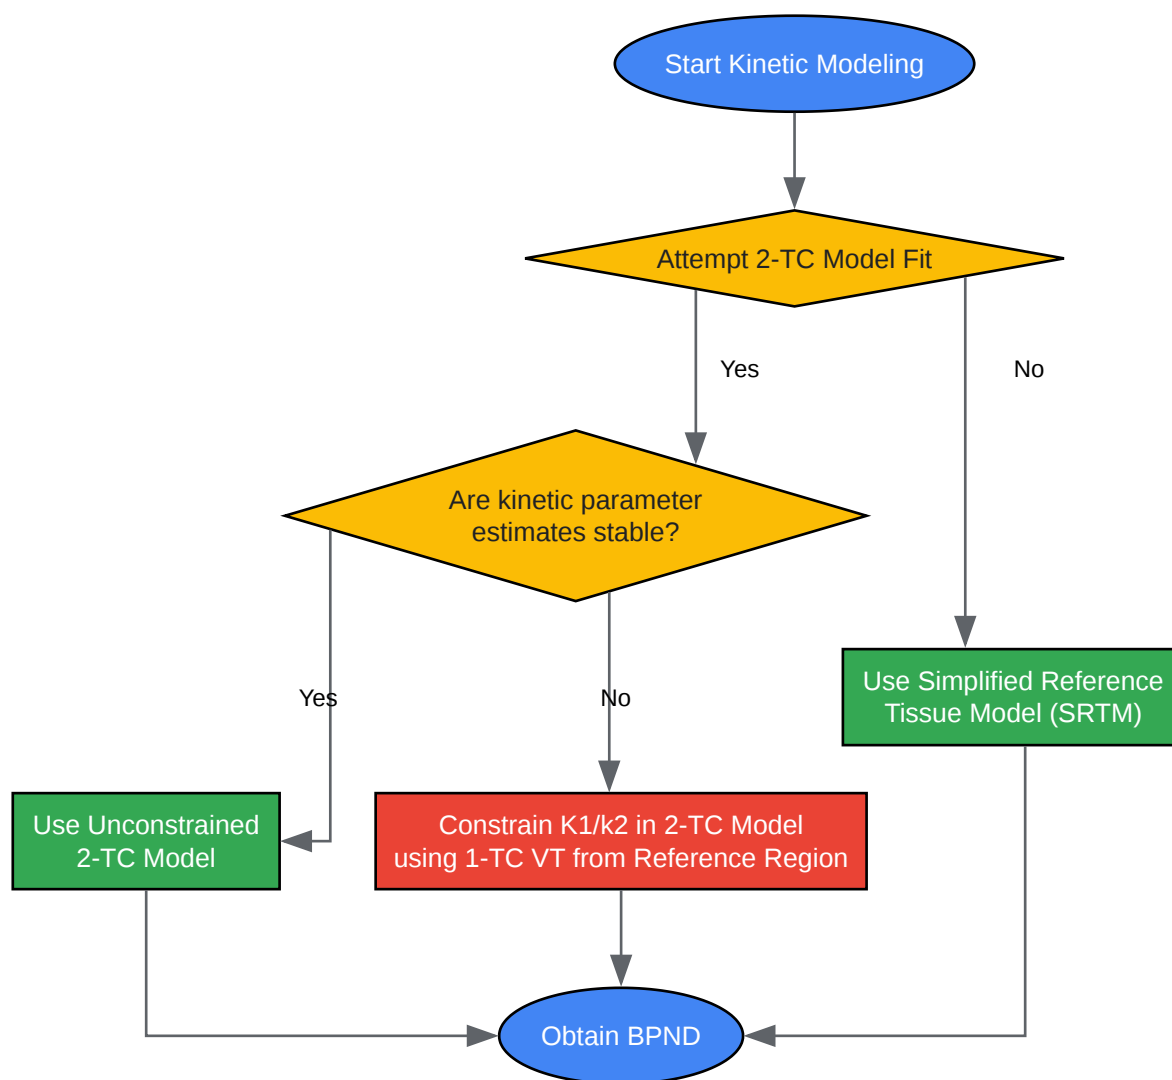 Start Kinetic Modeling
Attempt 2-TC Model Fit
Yes
No
Are kinetic parameter
estimates stable?
Yes
No
Use Simplified Reference
Tissue Model (SRTM)
Use Unconstrained
2-TC Model
Constrain K1/k2 in 2-TC Model
using 1-TC VT from Reference Region
Obtain BPND